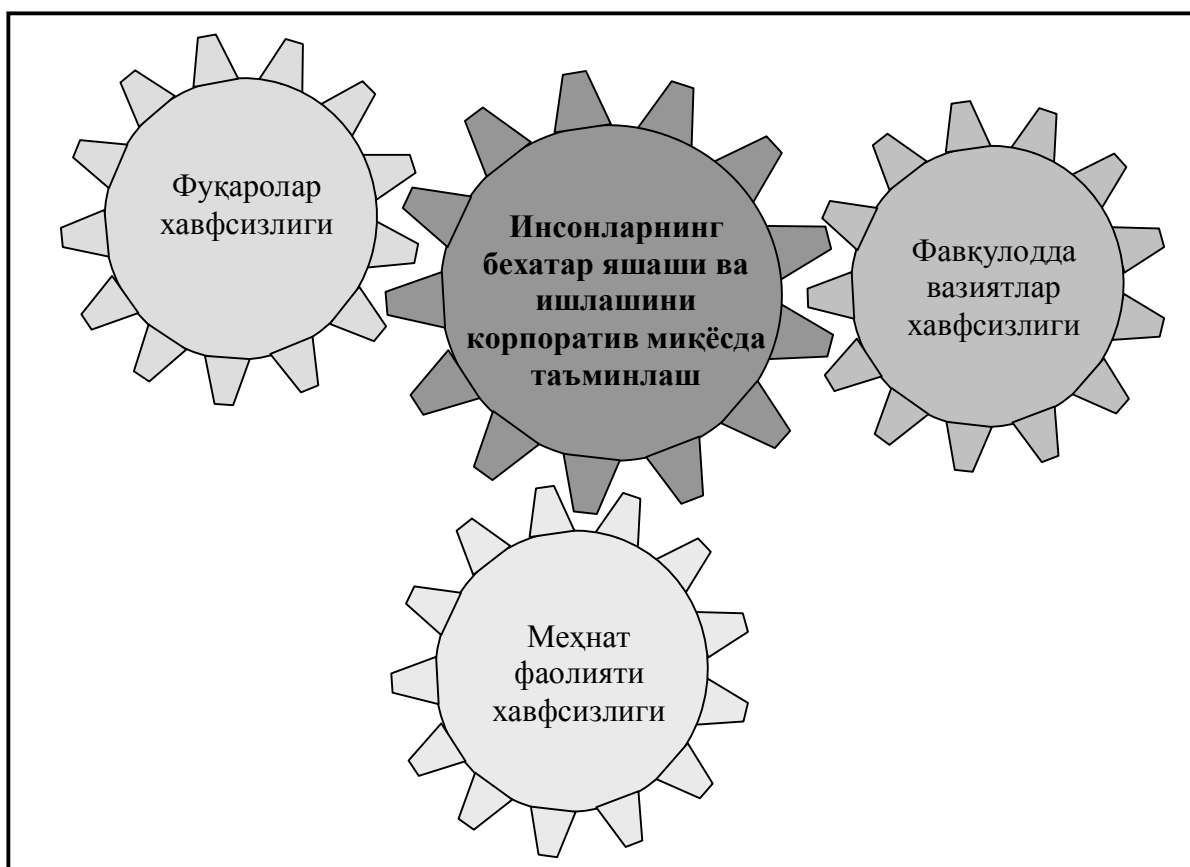 Фуқаролар
хавфсизлиги
Инсонларнинг
бехатар яшаши ва
ишлашини
корпоратив миқёсда
таъминлаш
Фавқулодда
вазиятлар
хавфсизлиги
Меҳнат
фаолияти
хавфсизлиги